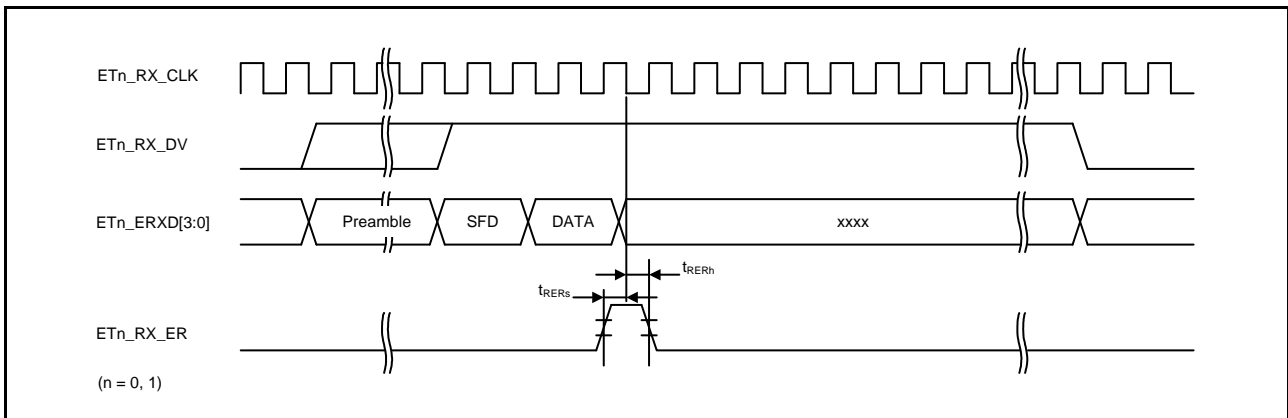 ETn_RX_CLK
ETn_RX_DV
ETn_ERXD[3:0]
Preamble
SFD
DATA
xxxx
tRERh
tRERs
ETn_RX_ER
(n = 0, 1)